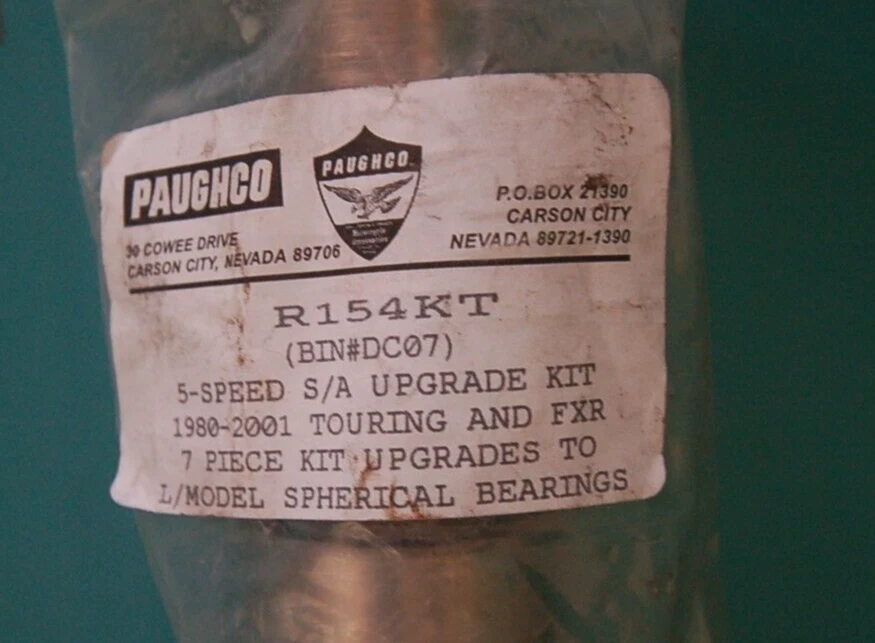 PAUGHCO
30 COWEE DRIVE
CARSON CITY, NEVADA 89706
PAUGHCO
P.O.BOX 21390
CARSON CITY
NEVADA 89721-1390
R154KT
(BIN#DC07)
5-SPEED S/A UPGRADE KIT
1980-2001 TOURING AND FXR
7 PIECE KIT UPGRADES TO
L/MODEL SPHERICAL BEARINGS